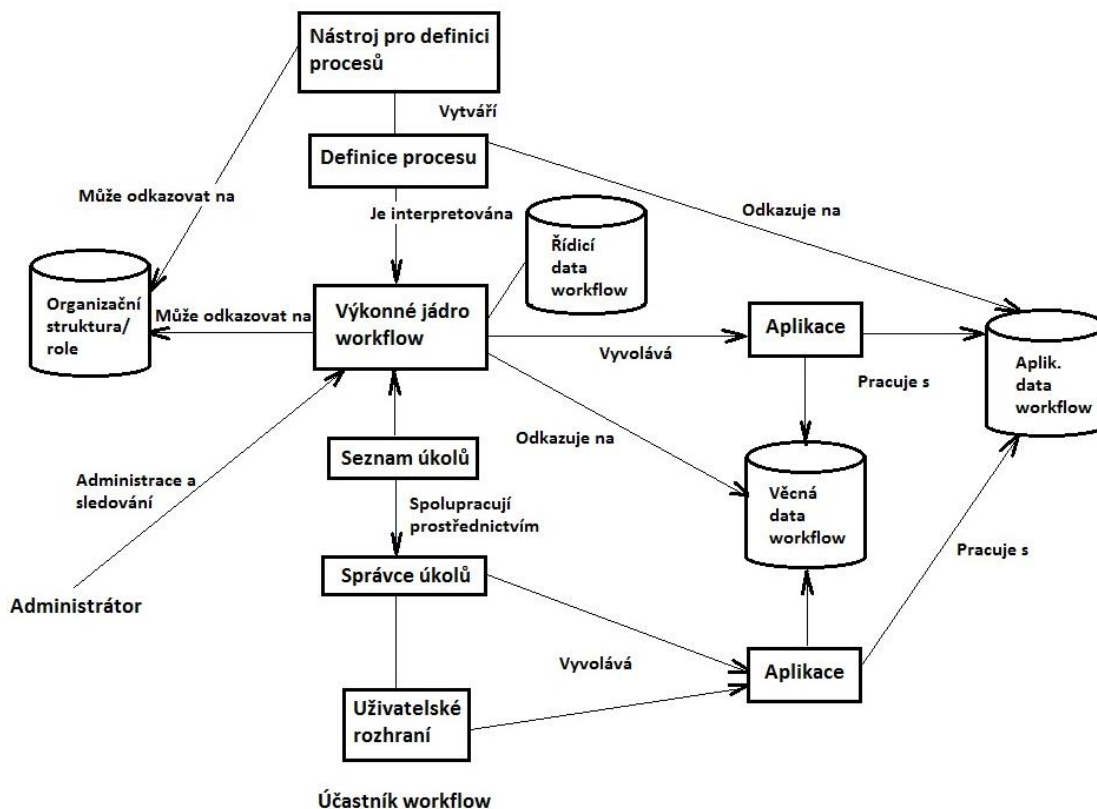 Nástroj pro definici
procesů
Vytváří
Definice procesu
Může odkazovat na
Je interpretována
Odkazuje na
Řídicí
data
workflow
Organizační
struktura/
role
Může odkazovat na
Výkonné jádro
workflow
Vyvolává
Aplikace
Pracuje s
Aplik.
data
workflow
Odkazuje na
Seznam úkolů
Administrace a
sledování
Spolupracují
prostřednictvím
Věcná
data
workflow
Pracuje s
Správce úkolů
Administrátor
Vyvolává
Aplikace
Uživatelské
rozhraní
Účastník workflow